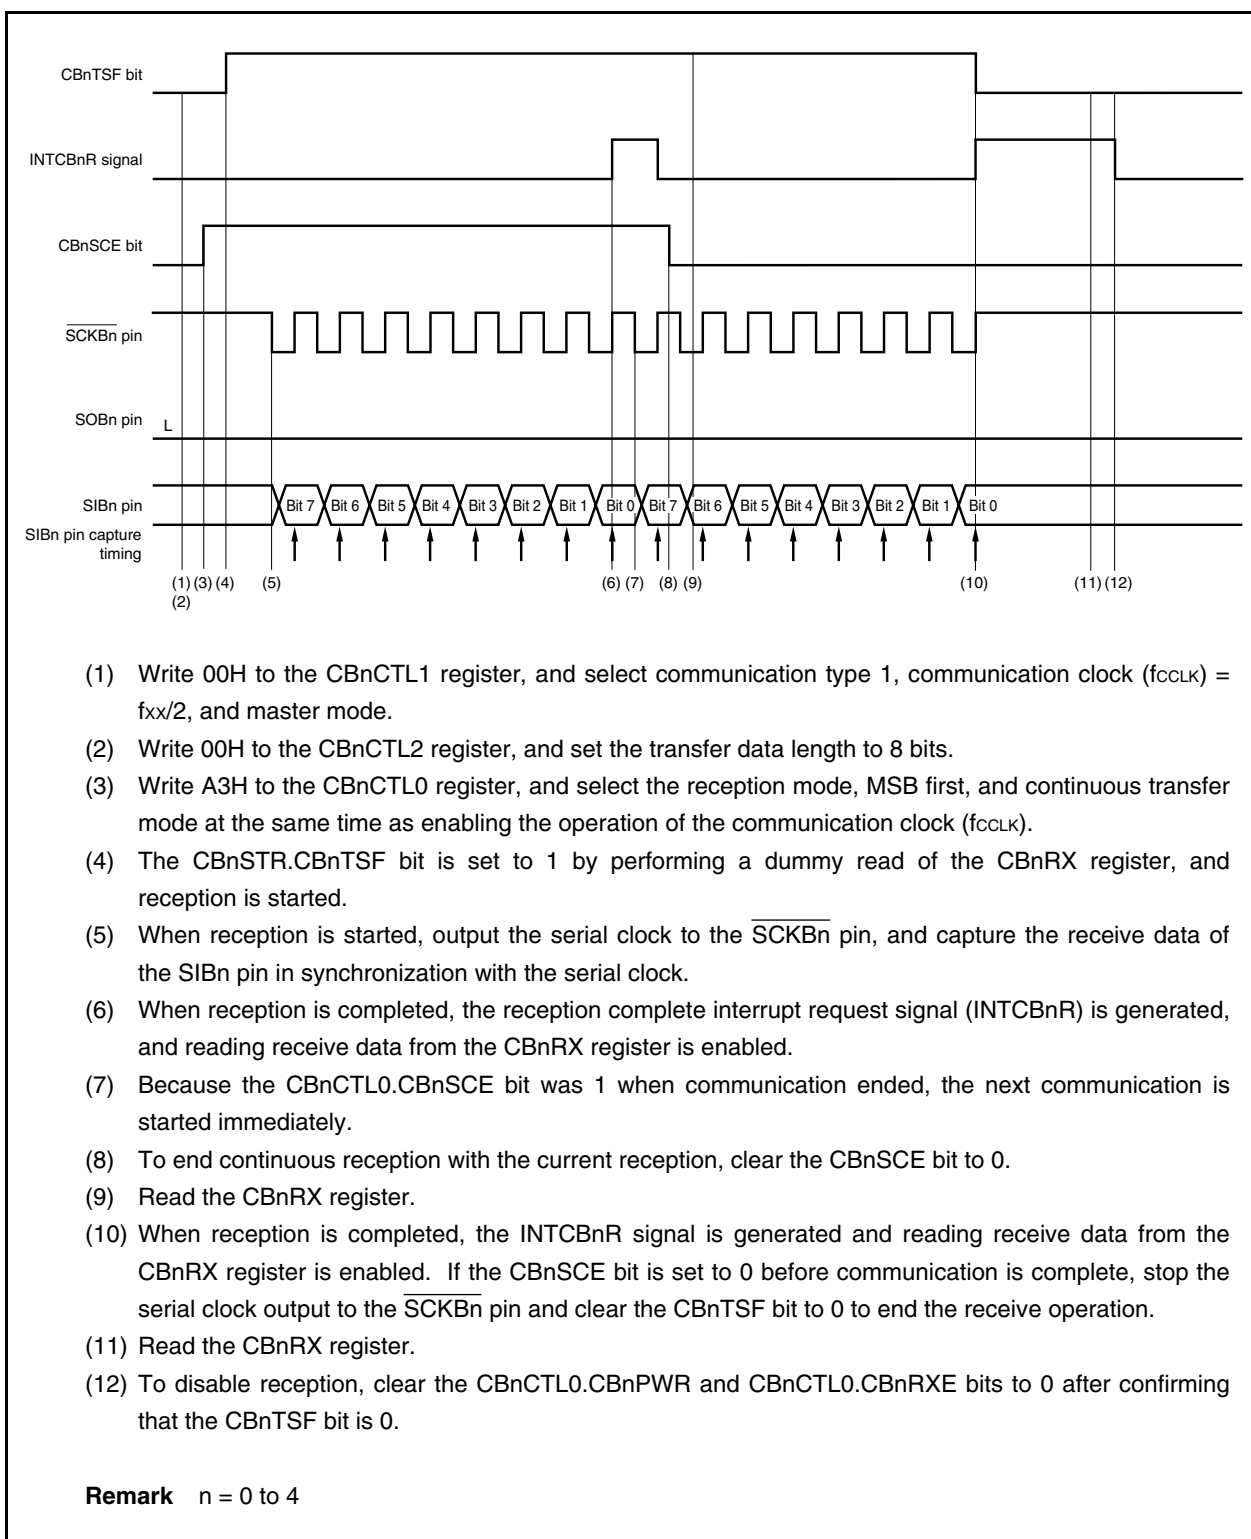 CBnTSF bit
INTCBnR signal
CBnSCE bit
SCKBn pin
SOBn pin L
SIBn pin Bit 7 Bit 6 Bit 5 Bit 4 Bit 3 Bit 2 Bit 1 Bit 0 Bit 7 Bit 6 Bit 5 Bit 4 Bit 3 Bit 2 Bit 1 Bit 0
SIBn pin capture
timing
(1) (3) (4) (5) (6) (7) (8) (9) (10) (11) (12)
(2)
(1) Write 00H to the CBnCTL1 register, and select communication type 1, communication clock (fCCLK) =
fXX/2, and master mode.
(2) Write 00H to the CBnCTL2 register, and set the transfer data length to 8 bits.
(3) Write A3H to the CBnCTL0 register, and select the reception mode, MSB first, and continuous transfer
mode at the same time as enabling the operation of the communication clock (fCCLK).
(4) The CBnSTR.CBnTSF bit is set to 1 by performing a dummy read of the CBnRX register, and
reception is started.
(5) When reception is started, output the serial clock to the SCKBn pin, and capture the receive data of
the SIBn pin in synchronization with the serial clock.
(6) When reception is completed, the reception complete interrupt request signal (INTCBnR) is generated,
and reading receive data from the CBnRX register is enabled.
(7) Because the CBnCTL0.CBnSCE bit was 1 when communication ended, the next communication is
started immediately.
(8) To end continuous reception with the current reception, clear the CBnSCE bit to 0.
(9) Read the CBnRX register.
(10) When reception is completed, the INTCBnR signal is generated and reading receive data from the
CBnRX register is enabled. If the CBnSCE bit is set to 0 before communication is complete, stop the
serial clock output to the SCKBn pin and clear the CBnTSF bit to 0 to end the receive operation.
(11) Read the CBnRX register.
(12) To disable reception, clear the CBnCTL0.CBnPWR and CBnCTL0.CBnRXE bits to 0 after confirming
that the CBnTSF bit is 0.
Remark n = 0 to 4